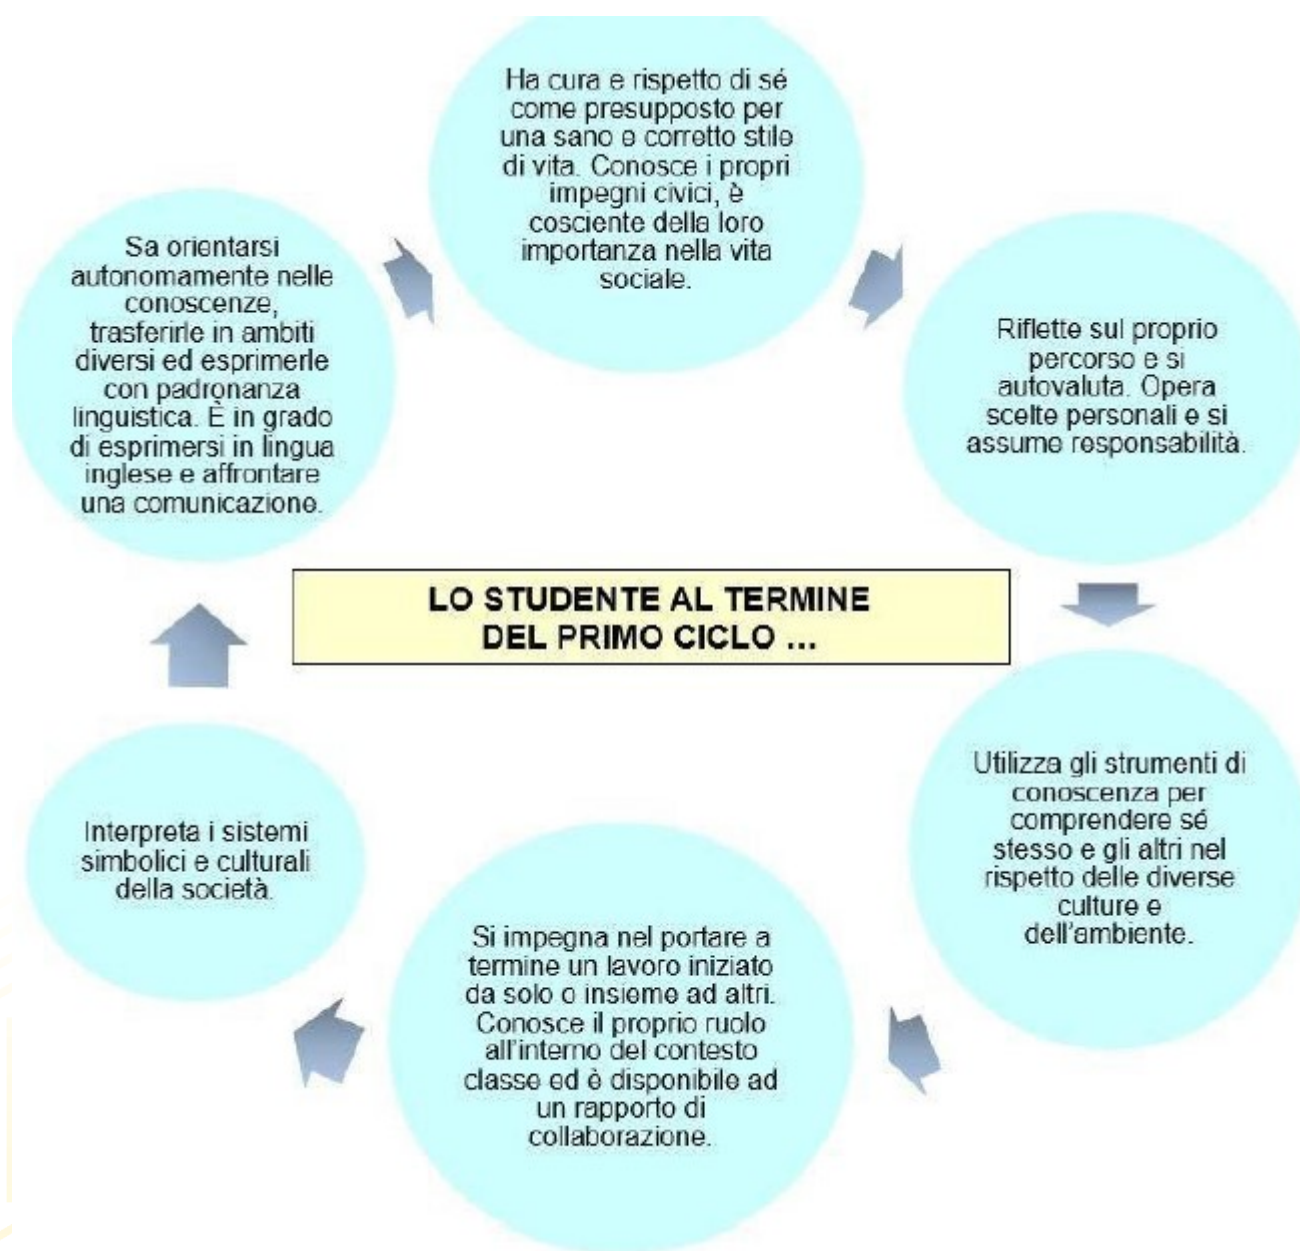 Ha cura e rispetto di sé
come presupposto per
una sano e corretto stile
di vita. Conosce i propri
impegni civici, è
cosciente della loro
importanza nella vita
sociale.
Riflette sul proprio
percorso e si
autovaluta. Opera
scelte personali e si
assume responsabilità.
Utilizza gli strumenti di
conoscenza per
comprendere sé
stesso e gli altri nel
rispetto delle diverse
culture e
dell'ambiente.
Si impegna nel portare a
termine un lavoro iniziato
da solo o insieme ad altri.
Conosce il proprio ruolo
all'interno del contesto
classe ed è disponibile ad
un rapporto di
collaborazione.
Interpreta i sistemi
simbolici e culturali
della società.
Sa orientarsi
autonomamente nelle
conoscenze,
trasferirle in ambiti
diversi ed esprimerle
con padronanza
linguistica. È in grado
di esprimersi in lingua
inglese e affrontare
una comunicazione.
LO STUDENTE AL TERMINE
DEL PRIMO CICLO ...